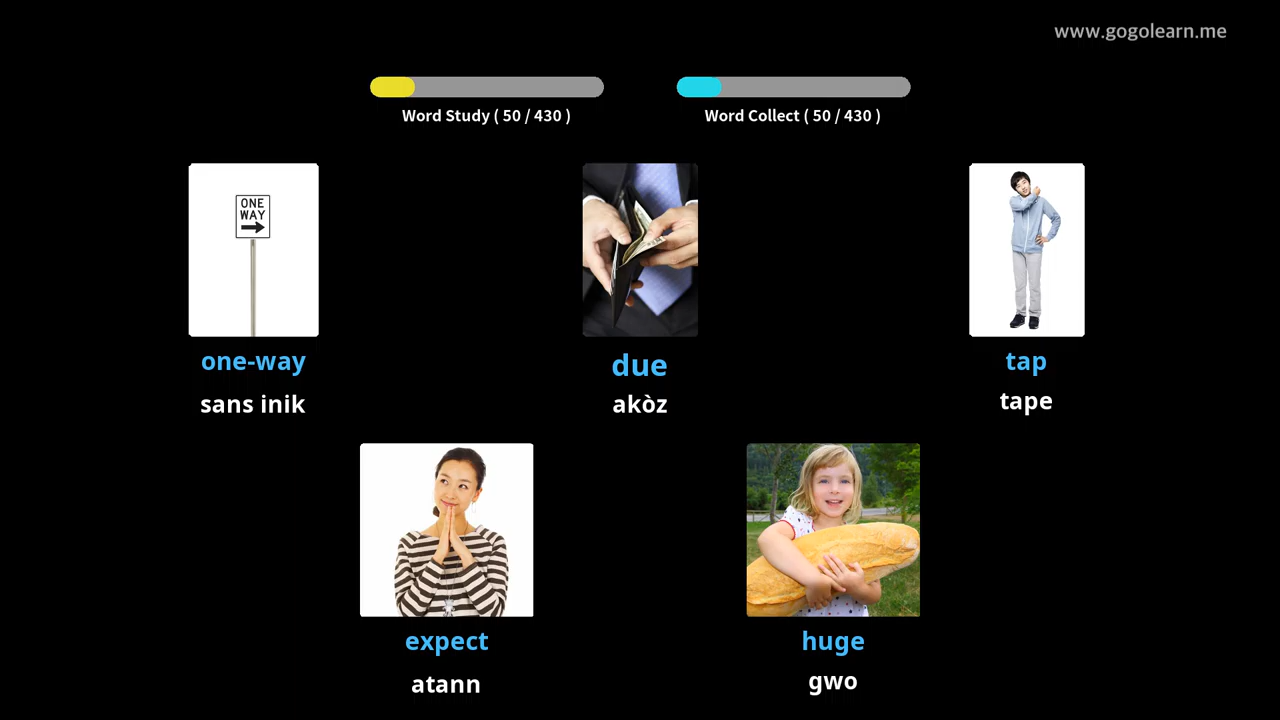 www.gogolearn.me
Word Study ( 50 / 430 )
Word Collect ( 50 / 430 )
ONE
WAY
one-way
due
tap
sans inik
akòz
tape
expect
huge
atann
gwo